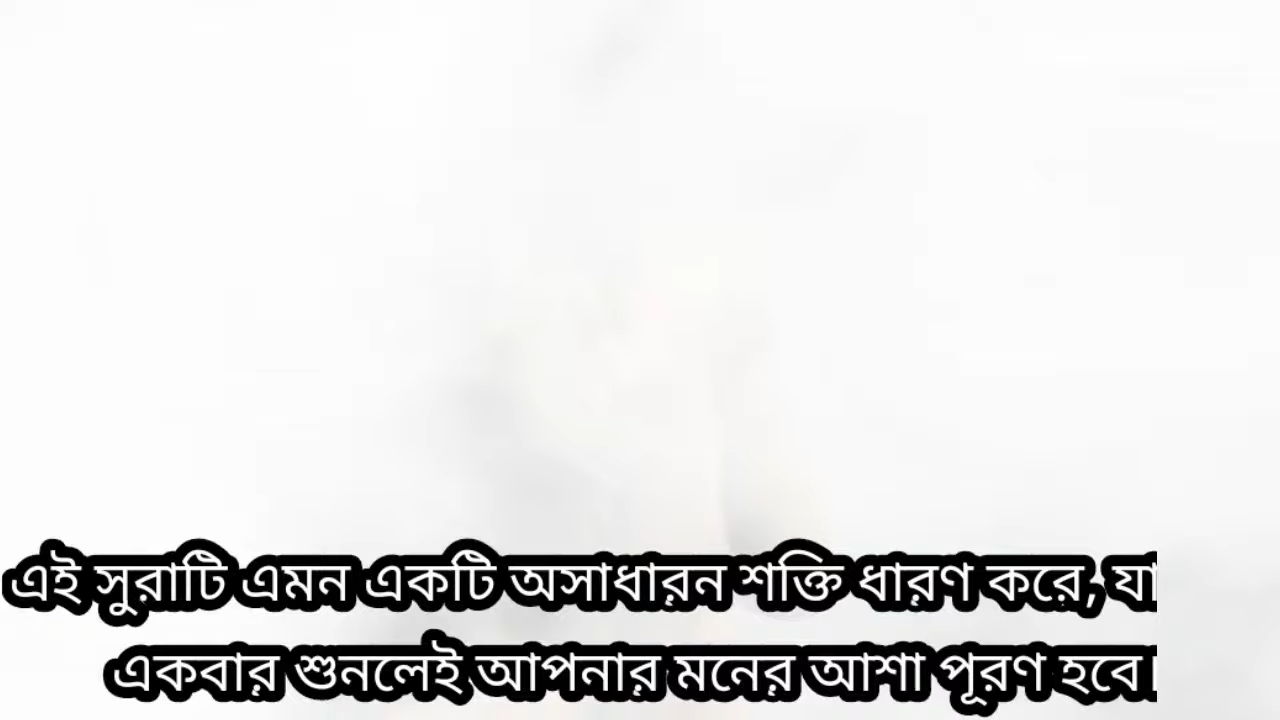 এই সুরাটি এমন একটি অসাধারন শক্তি ধারণ করে, যা
একবার শুনলেই আপনার মনের আশা পূরণ হবে।